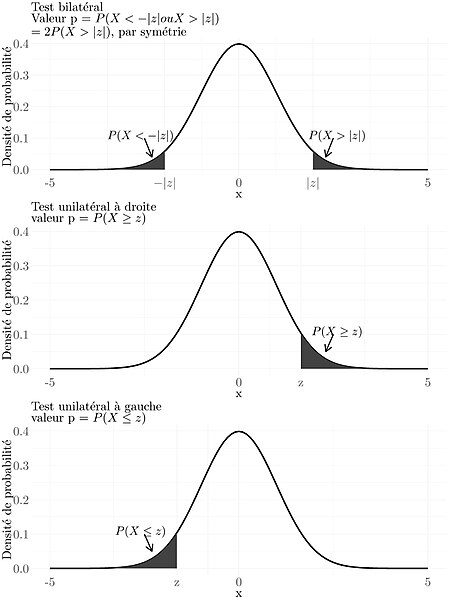 Test bilatéral
Valeur p = P(X < −|z|ouX > |z|)
= 2P(X > |z|), par symétrie
Densité de probabilité
0.4
0.3
0.2
0.1
0.0
P(X < −|z|)
P(X > |z|)
-5
−|z|
0
|z|
5
x
Test unilatéral à droite
valeur p = P(X ≥ z)
Densité de probabilité
0.4
0.3
0.2
0.1
0.0
P(X ≥ z)
-5
0
z
5
x
Test unilatéral à gauche
valeur p = P(X ≤ z)
Densité de probabilité
0.4
0.3
0.2
0.1
0.0
P(X ≤ z)
-5
z
0
5
x